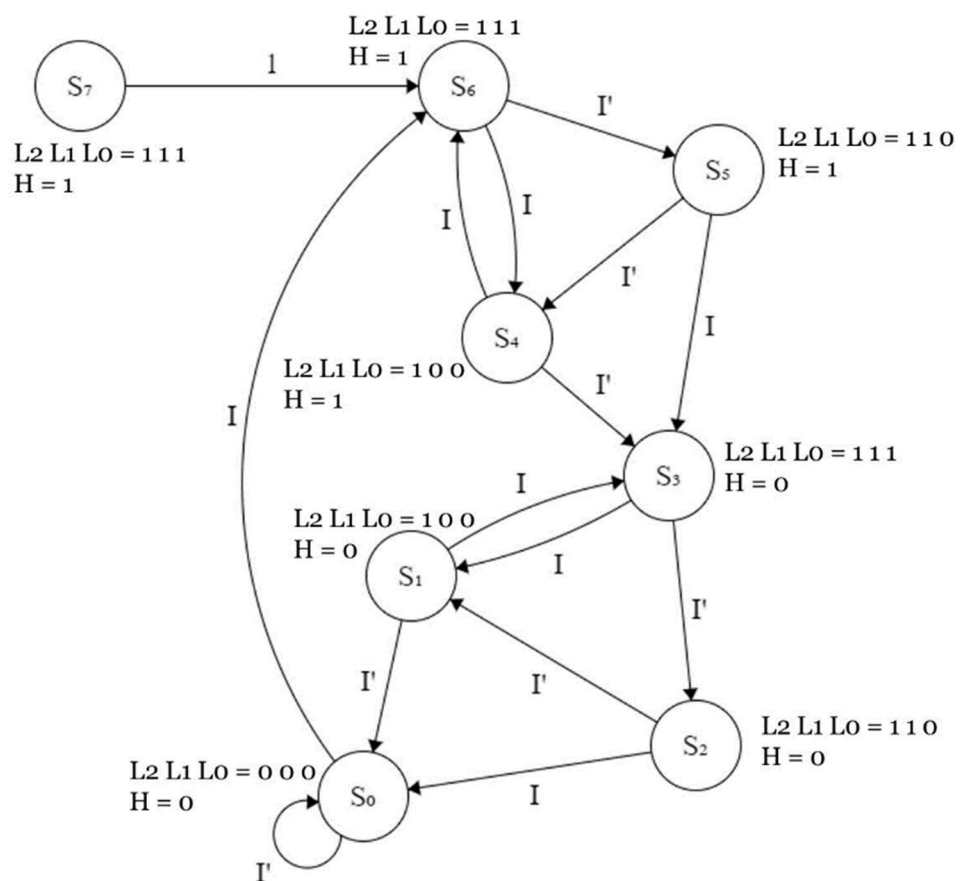 L2 L1 L0 = 1 1 1
H = 1
1
S₇
S₆
L2 L1 L0 = 1 1 1
H = 1
I'
L2 L1 L0 = 1 1 0
H = 1
S₅
I
I
I'
I
S₄
L2 L1 L0 = 1 0 0
H = 1
I'
I
L2 L1 L0 = 1 1 1
H = 0
S₃
I
L2 L1 L0 = 1 0 0
H = 0
I
S₁
I'
I'
I'
L2 L1 L0 = 1 1 0
H = 0
S₂
L2 L1 L0 = 0 0 0
H = 0
S₀
I
I'